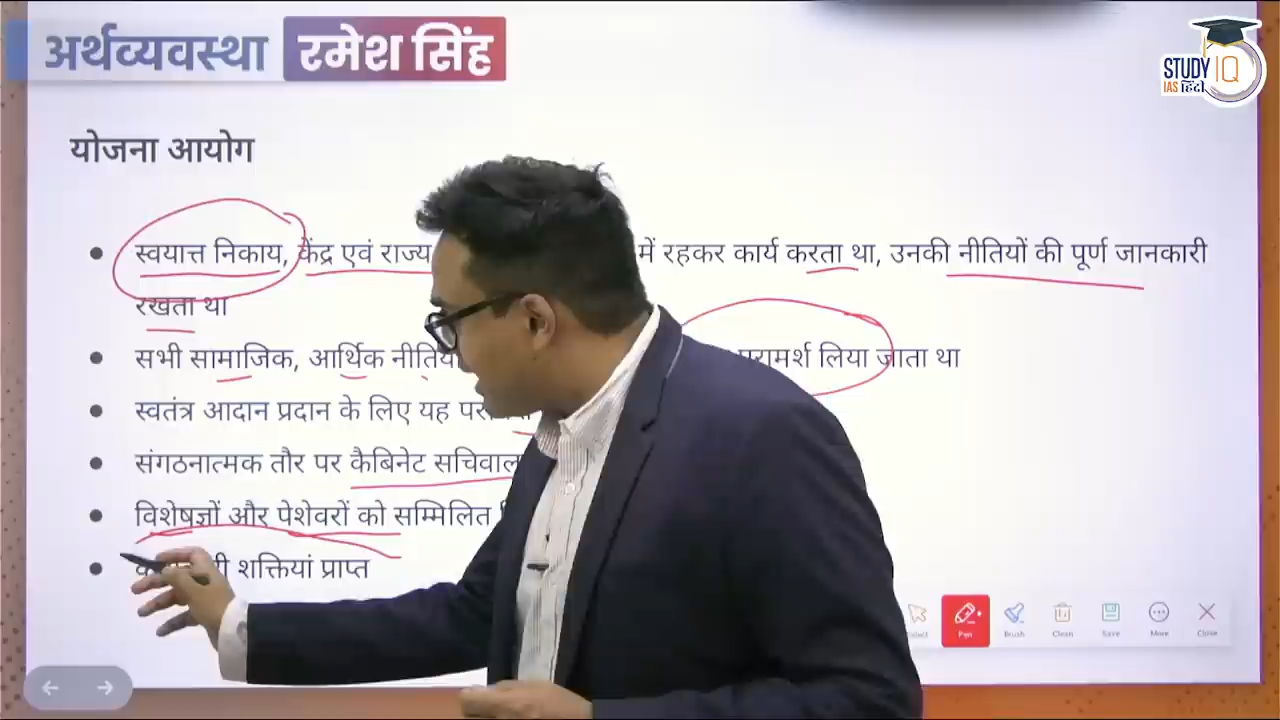 अर्थव्यवस्था रमेश सिंह
STUDY IQ
IAS हिंदी
योजना आयोग
स्वयात्त निकाय, केंद्र एवं राज्य में रहकर कार्य करता था, उनकी नीतियों की पूर्ण जानकारी
रखता था
सभी सामाजिक, आर्थिक परामर्श लिया जाता था
स्वतंत्र आदान प्रदान के लिए यह
संगठनात्मक तौर पर कैबिनेट
विशेषज्ञों और पेशेवरों को सम्मिलित
शक्तियां प्राप्त
Pen Brush Clean Save More Close